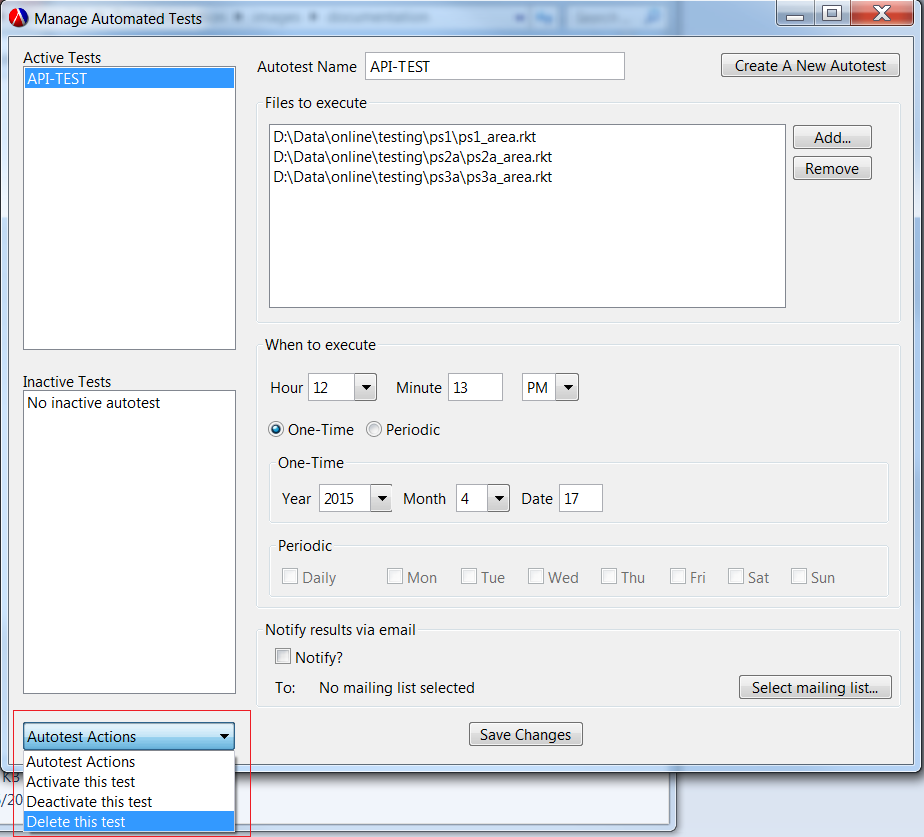 Manage Automated Tests
Active Tests
API-TEST
Autotest Name API-TEST Create A New Autotest
Files to execute
D:\Data\online\testing\ps1\ps1_area.rkt
D:\Data\online\testing\ps2a\ps2a_area.rkt
D:\Data\online\testing\ps3a\ps3a_area.rkt
Add...
Remove
When to execute
Hour 12 Minute 13 PM
One-Time Periodic
One-Time
Year 2015 Month 4 Date 17
Periodic
Daily Mon Tue Wed Thu Fri Sat Sun
Inactive Tests
No inactive autotest
Notify results via email
Notify?
To: No mailing list selected Select mailing list...
Save Changes
Autotest Actions
Autotest Actions
Activate this test
Deactivate this test
Delete this test